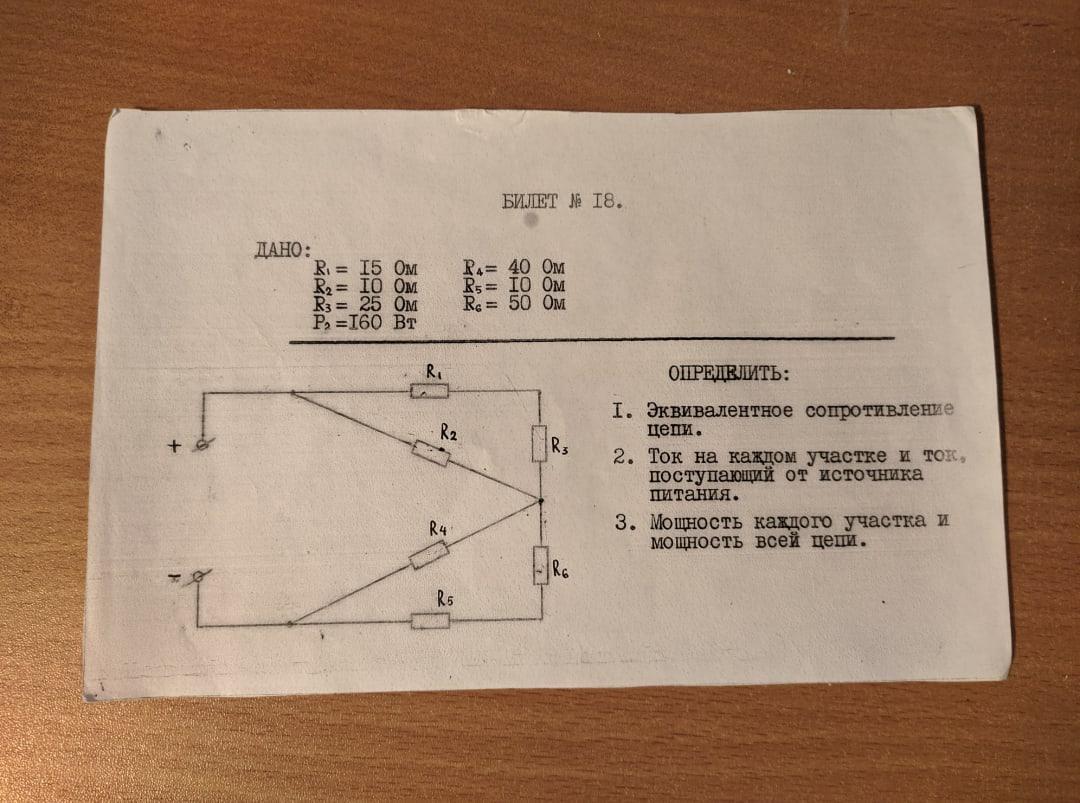 БИЛЕТ № I8.
ДАНО:
R₁ = I5 Ом R₄ = 40 Ом
R₂ = I0 Ом R₅ = I0 Ом
R₃ = 25 Ом R₆ = 50 Ом
P₂ =I60 Вт
ОПРЕДЕЛИТЬ:
I. Эквивалентное сопротивление
цепи.
2. Ток на каждом участке и ток,
поступающий от источника
питания.
3. Мощность каждого участка и
мощность всей цепи.
R₁
R₂
+
R₃
R₄
−
R₆
R₅